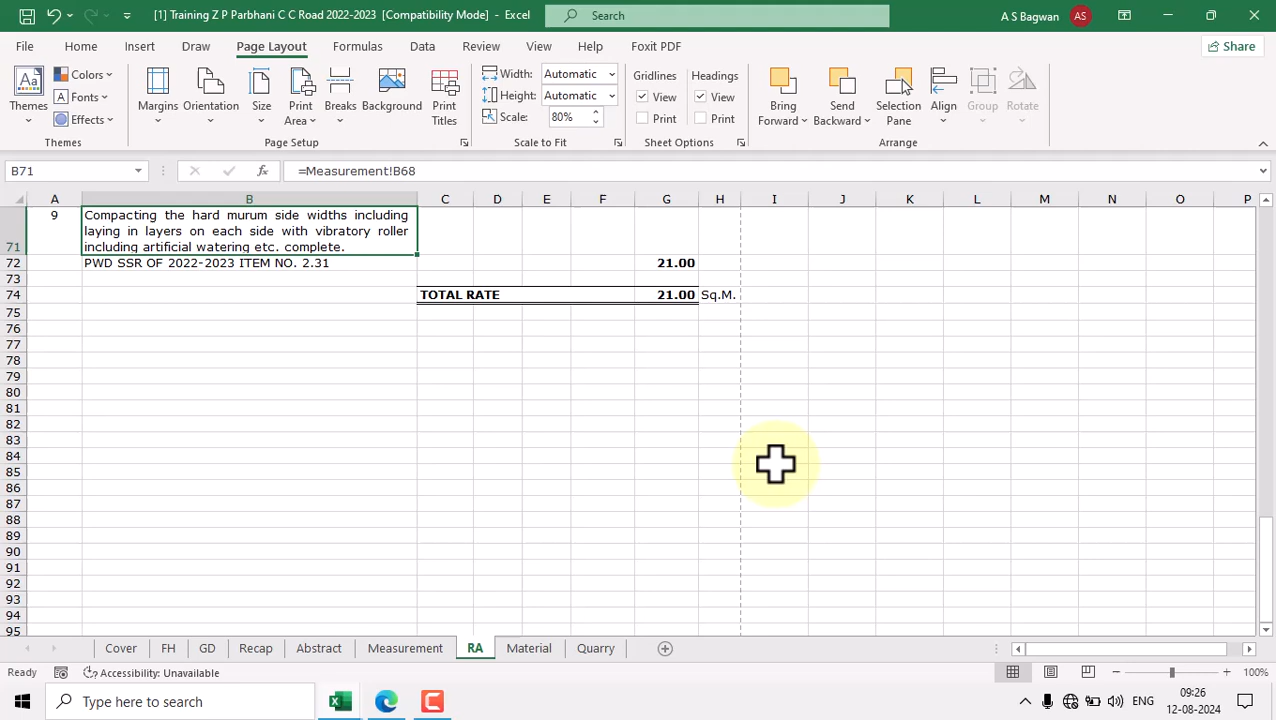 [1] Training Z P Parbhani C C Road 2022-2023 [Compatibility Mode] - Excel
Search
A S Bagwan
AS
File Home Insert Draw Page Layout Formulas Data Review View Help Foxit PDF
Share
Themes
Colors
Fonts
Effects
Margins
Orientation
Size
Print Area
Breaks
Background
Print Titles
Width: Automatic
Height: Automatic
Scale: 80%
Gridlines
View
Print
Headings
View
Print
Bring Forward
Send Backward
Selection Pane
Align
Group
Rotate
Themes Page Setup Scale to Fit Sheet Options Arrange
B71 fx =Measurement!B68
A B C D E F G H I J K L M N O P
9 Compacting the hard murum side widths including
laying in layers on each side with vibratory roller
71 including artificial watering etc. complete.
72 PWD SSR OF 2022-2023 ITEM NO. 2.31 21.00
73
74 TOTAL RATE 21.00 Sq.M.
75
76
77
78
79
80
81
82
83
84
85
86
87
88
89
90
91
92
93
94
95
Cover FH GD Recap Abstract Measurement RA Material Quarry
Ready Accessibility: Unavailable 100%
Type here to search
ENG
09:26
12-08-2024